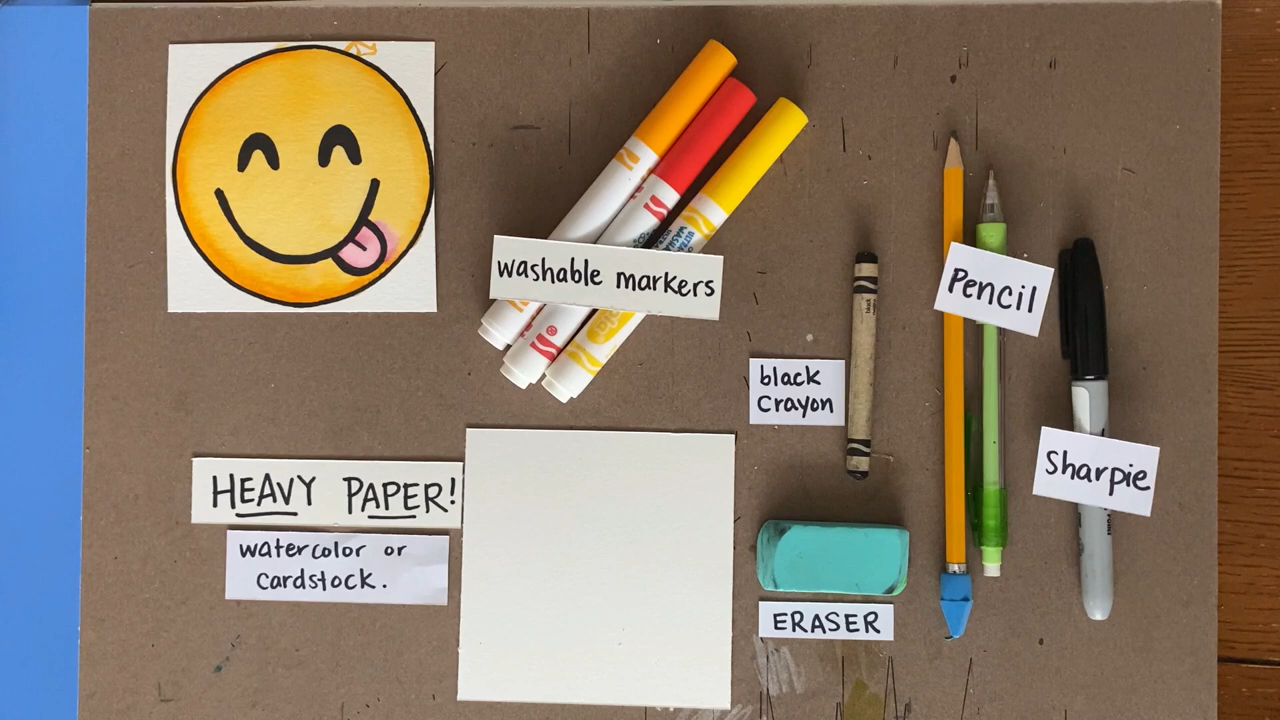 washable markers
Pencil
black
Crayon
Sharpie
HEAVY PAPER!
watercolor or
cardstock.
ERASER